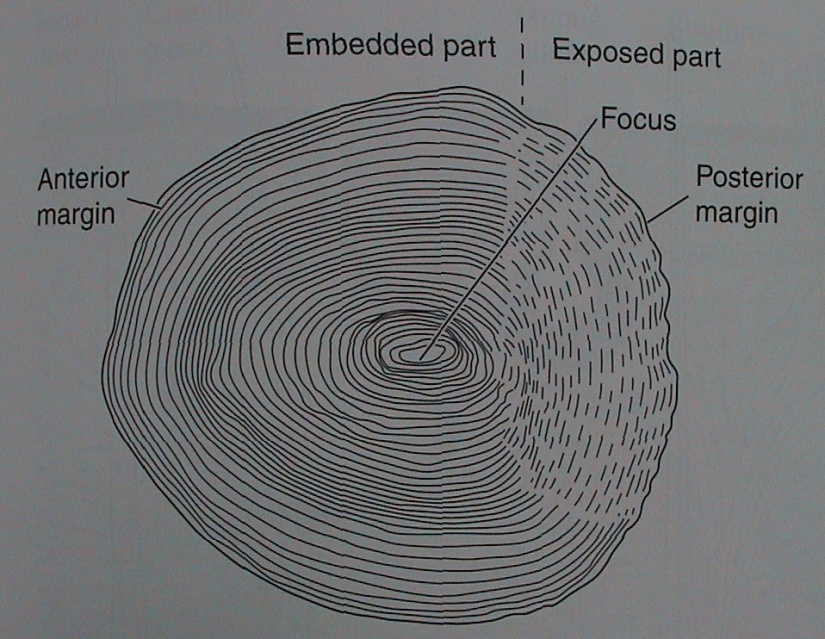 Embedded part
Exposed part
Focus
Anterior
margin
Posterior
margin